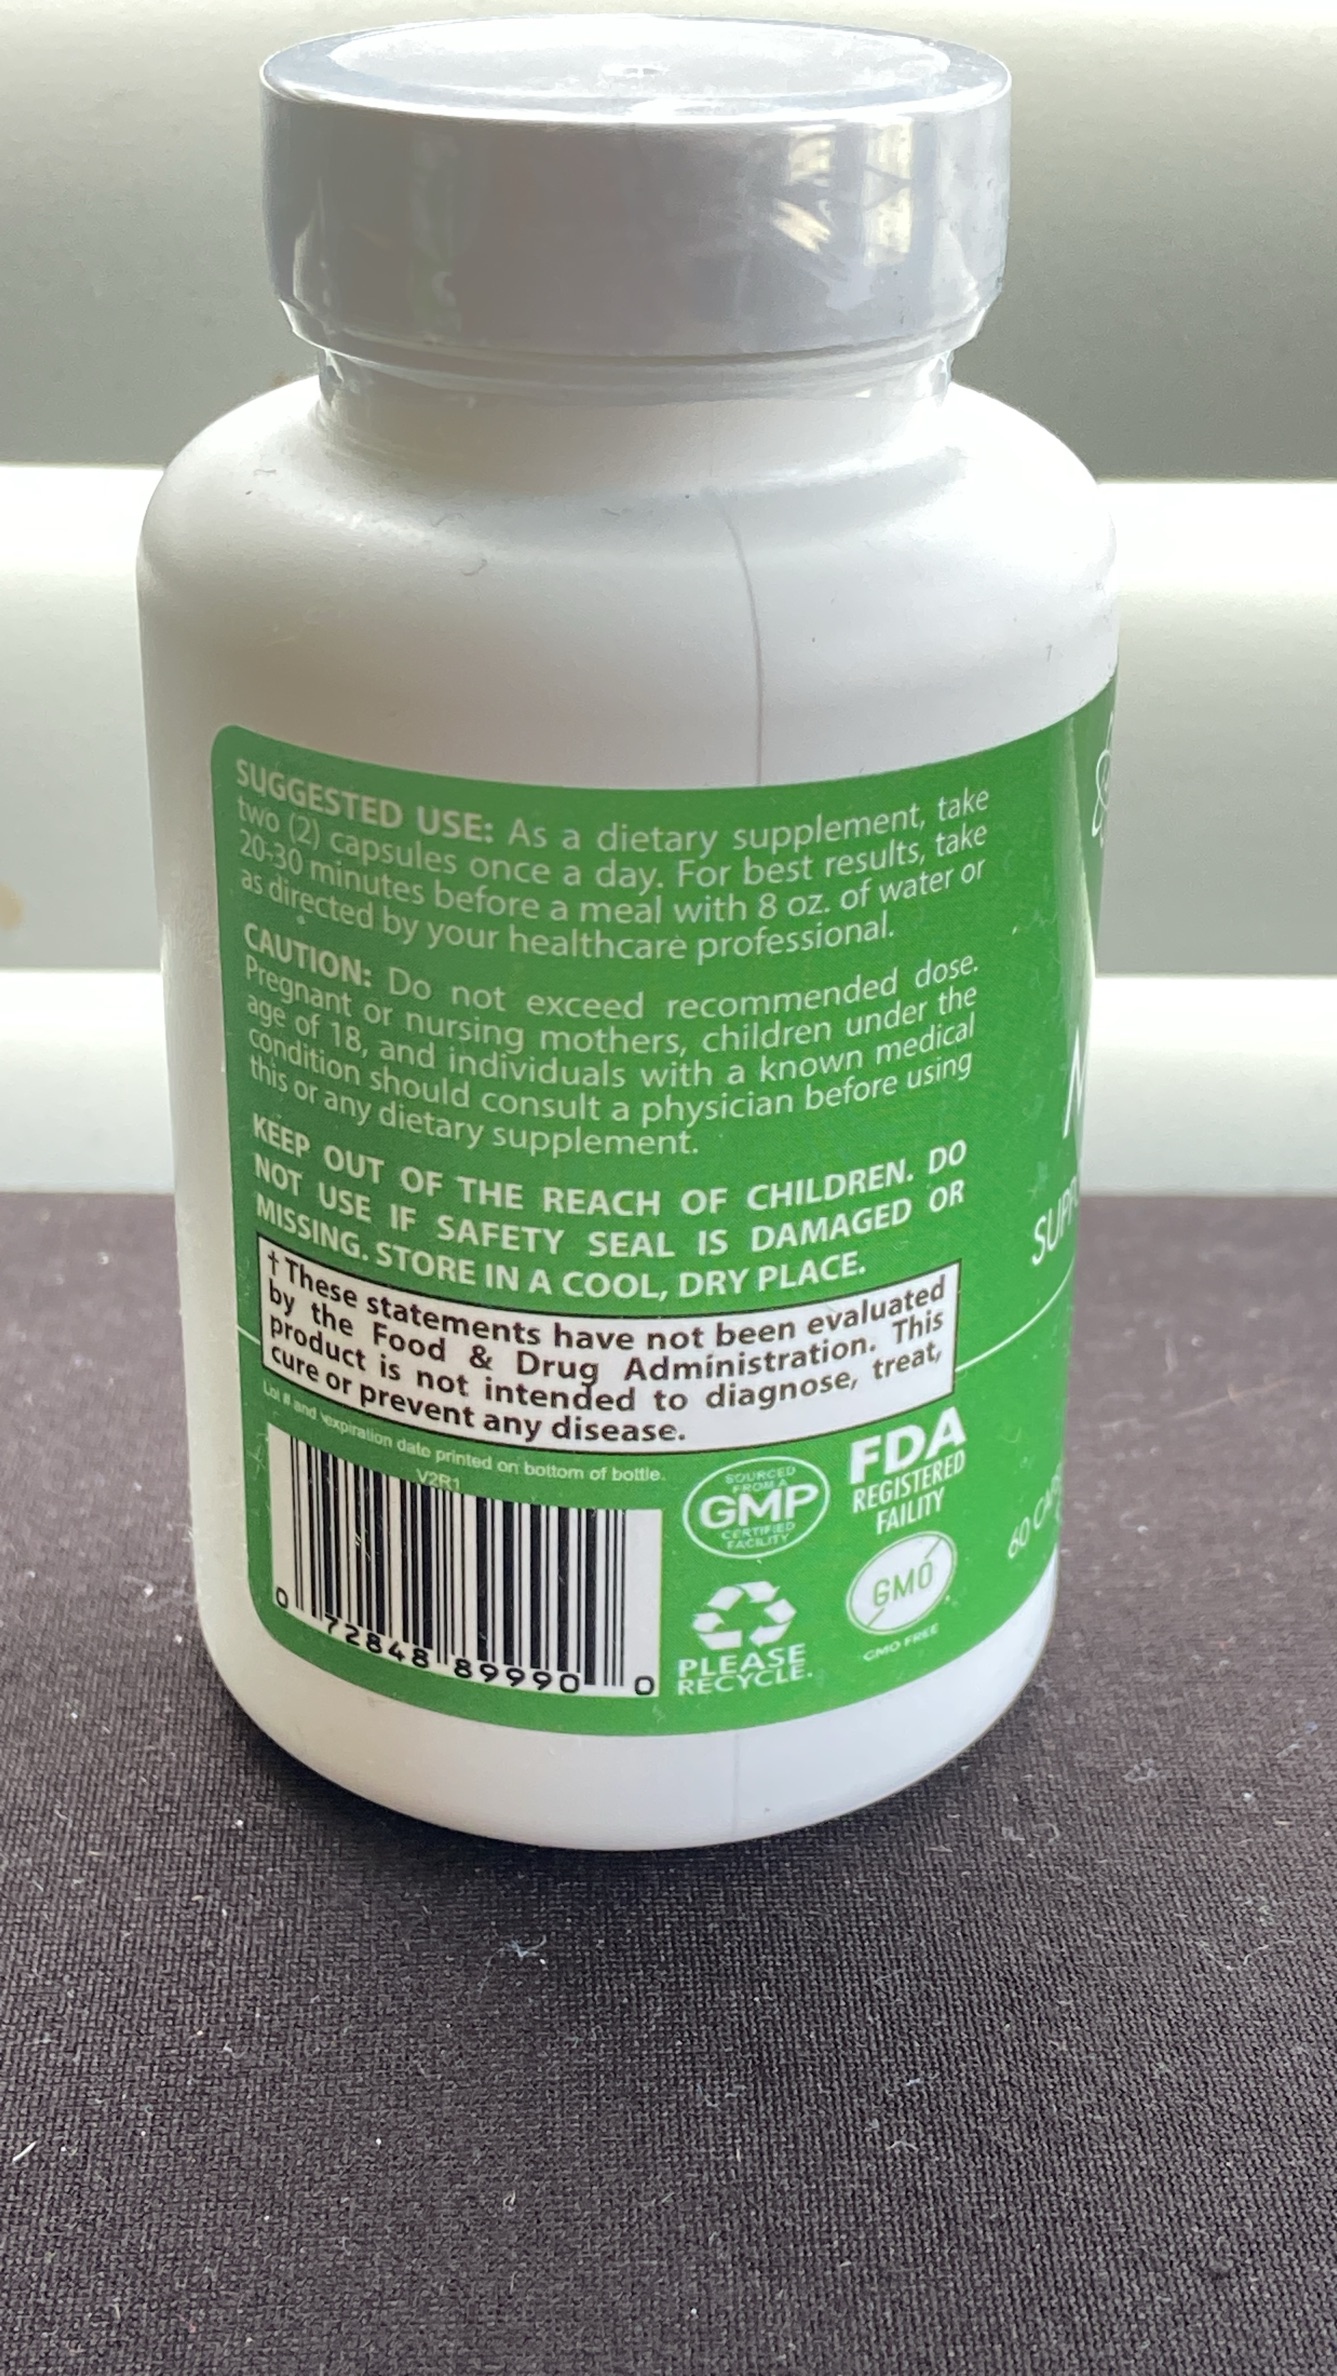 SUGGESTED USE: As a dietary supplement, take
two (2) capsules once a day. For best results, take
20-30 minutes before a meal with 8 oz. of water or
as directed by your healthcare professional.
CAUTION: Do not exceed recommended dose.
Pregnant or nursing mothers, children under the
age of 18, and individuals with a known medical
condition should consult a physician before using
this or any dietary supplement.
KEEP OUT OF THE REACH OF CHILDREN. DO
NOT USE IF SAFETY SEAL IS DAMAGED OR
MISSING. STORE IN A COOL, DRY PLACE.
† These statements have not been evaluated
by the Food & Drug Administration. This
product is not intended to diagnose, treat,
cure or prevent any disease.
Lot # and expiration date printed on bottom of bottle.
V2R1
0 72848 89990 0
SOURCED
FROM A
GMP
CERTIFIED
FACILITY
FDA
REGISTERED
FAILITY
PLEASE
RECYCLE.
GMO
GMO FREE
60